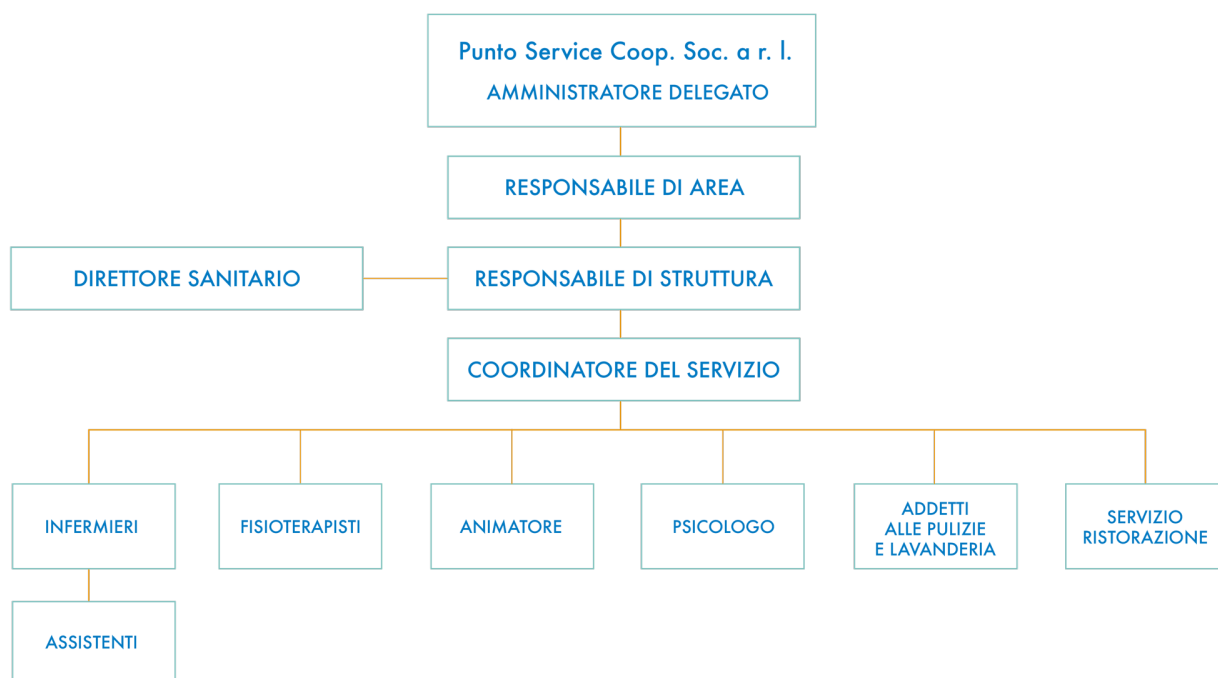 Punto Service Coop. Soc. a r. l.
AMMINISTRATORE DELEGATO
RESPONSABILE DI AREA
DIRETTORE SANITARIO
RESPONSABILE DI STRUTTURA
COORDINATORE DEL SERVIZIO
INFERMIERI
FISIOTERAPISTI
ANIMATORE
PSICOLOGO
ADDETTI
ALLE PULIZIE
E LAVANDERIA
SERVIZIO
RISTORAZIONE
ASSISTENTI